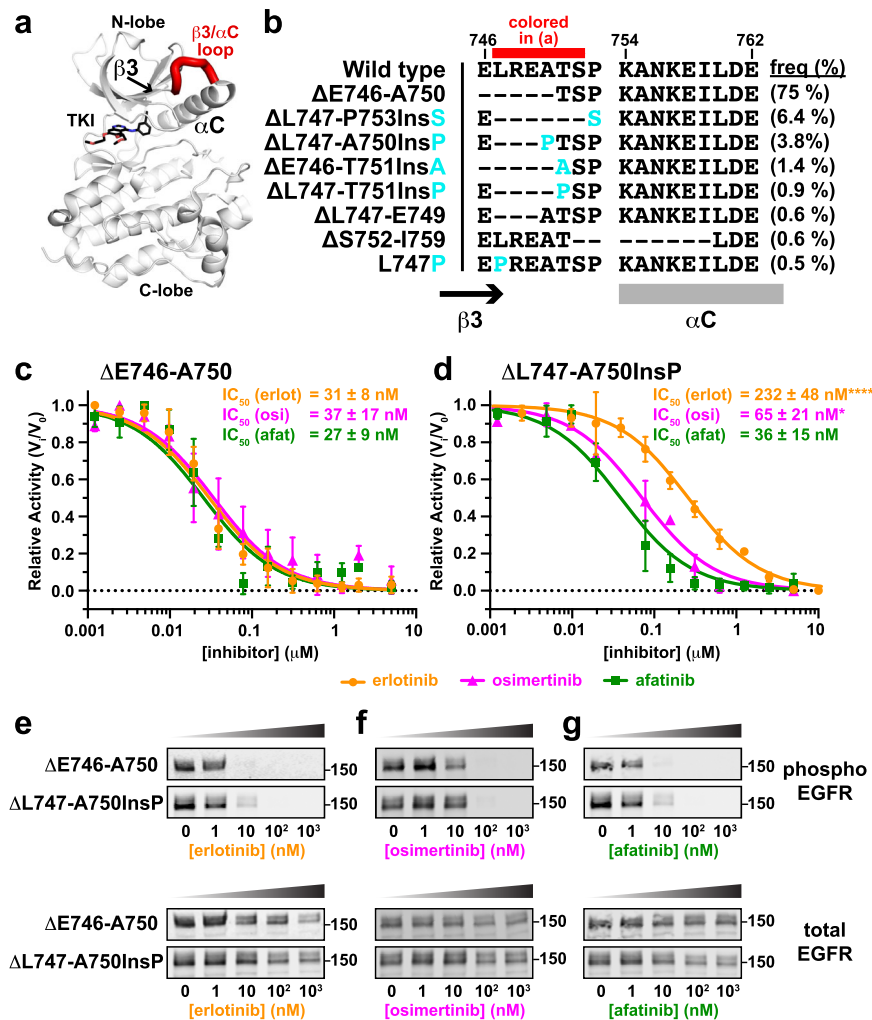 a
N-lobe
β3/αC
loop
β3
TKI
αC
C-lobe
b
colored
in (a)
746 754 762
Wild type ELREATSP KANKEILDE freq (%)
ΔE746-A750 -----TSP KANKEILDE (75 %)
ΔL747-P753InsS E------S KANKEILDE (6.4 %)
ΔL747-A750InsP E---PTSP KANKEILDE (3.8%)
ΔE746-T751InsA E----ASP KANKEILDE (1.4 %)
ΔL747-T751InsP E----PSP KANKEILDE (0.9 %)
ΔL747-E749 E---ATSP KANKEILDE (0.6 %)
ΔS752-I759 ELREAT-- ------LDE (0.6 %)
L747P EPREATSP KANKEILDE (0.5 %)
β3 αC
c ΔE746-A750
IC50 (erlot) = 31 ± 8 nM
IC50 (osi) = 37 ± 17 nM
IC50 (afat) = 27 ± 9 nM
Relative Activity (Vi/V0)
1.0
0.8
0.6
0.4
0.2
0.0
0.001 0.01 0.1 1 10
[inhibitor] (μM)
d ΔL747-A750InsP
IC50 (erlot) = 232 ± 48 nM****
IC50 (osi) = 65 ± 21 nM*
IC50 (afat) = 36 ± 15 nM
Relative Activity (Vi/V0)
1.0
0.8
0.6
0.4
0.2
0.0
0.001 0.01 0.1 1 10
[inhibitor] (μM)
erlotinib osimertinib afatinib
e f g
ΔE746-A750 -150 -150 -150 phospho
EGFR
ΔL747-A750InsP -150 -150 -150
0 1 10 10² 10³ 0 1 10 10² 10³ 0 1 10 10² 10³
[erlotinib] (nM) [osimertinib] (nM) [afatinib] (nM)
ΔE746-A750 -150 -150 -150 total
EGFR
ΔL747-A750InsP -150 -150 -150
0 1 10 10² 10³ 0 1 10 10² 10³ 0 1 10 10² 10³
[erlotinib] (nM) [osimertinib] (nM) [afatinib] (nM)